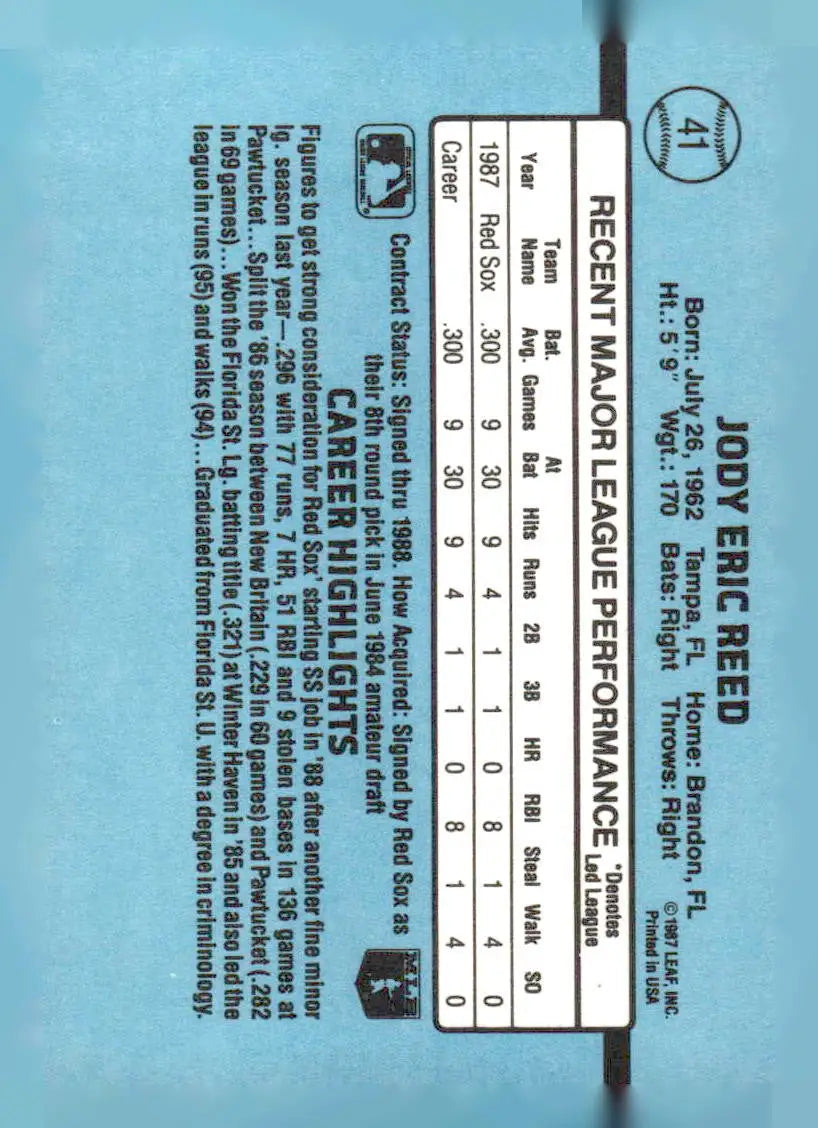 41
JODY ERIC REED
Born: July 26, 1962 Tampa, FL Home: Brandon, FL
Ht.: 5'9" Wgt.: 170 Bats: Right Throws: Right
©1987 LEAF, INC.
Printed in USA
RECENT MAJOR LEAGUE PERFORMANCE *Denotes Led League
Year Team Name Bat. Avg. Games At Bat Hits Runs 2B 3B HR RBI Steal Walk SO
1987 Red Sox .300 9 30 9 4 1 1 0 8 1 4 0
Career .300 9 30 9 4 1 1 0 8 1 4 0
Contract Status: Signed thru 1988. How Acquired: Signed by Red Sox as
their 8th round pick in June 1984 amateur draft
MLB
CAREER HIGHLIGHTS
Figures to get strong consideration for Red Sox' starting SS job in '88 after another fine minor
lg. season last year—.296 with 77 runs, 7 HR, 51 RBI and 9 stolen bases in 136 games at
Pawtucket...Split the '86 season between New Britain (.229 in 60 games) and Pawtucket (.282
in 69 games)...Won the Florida St. Lg. batting title (.321) at Winter Haven in '85 and also led the
league in runs (95) and walks (94)...Graduated from Florida St. U. with a degree in criminology.